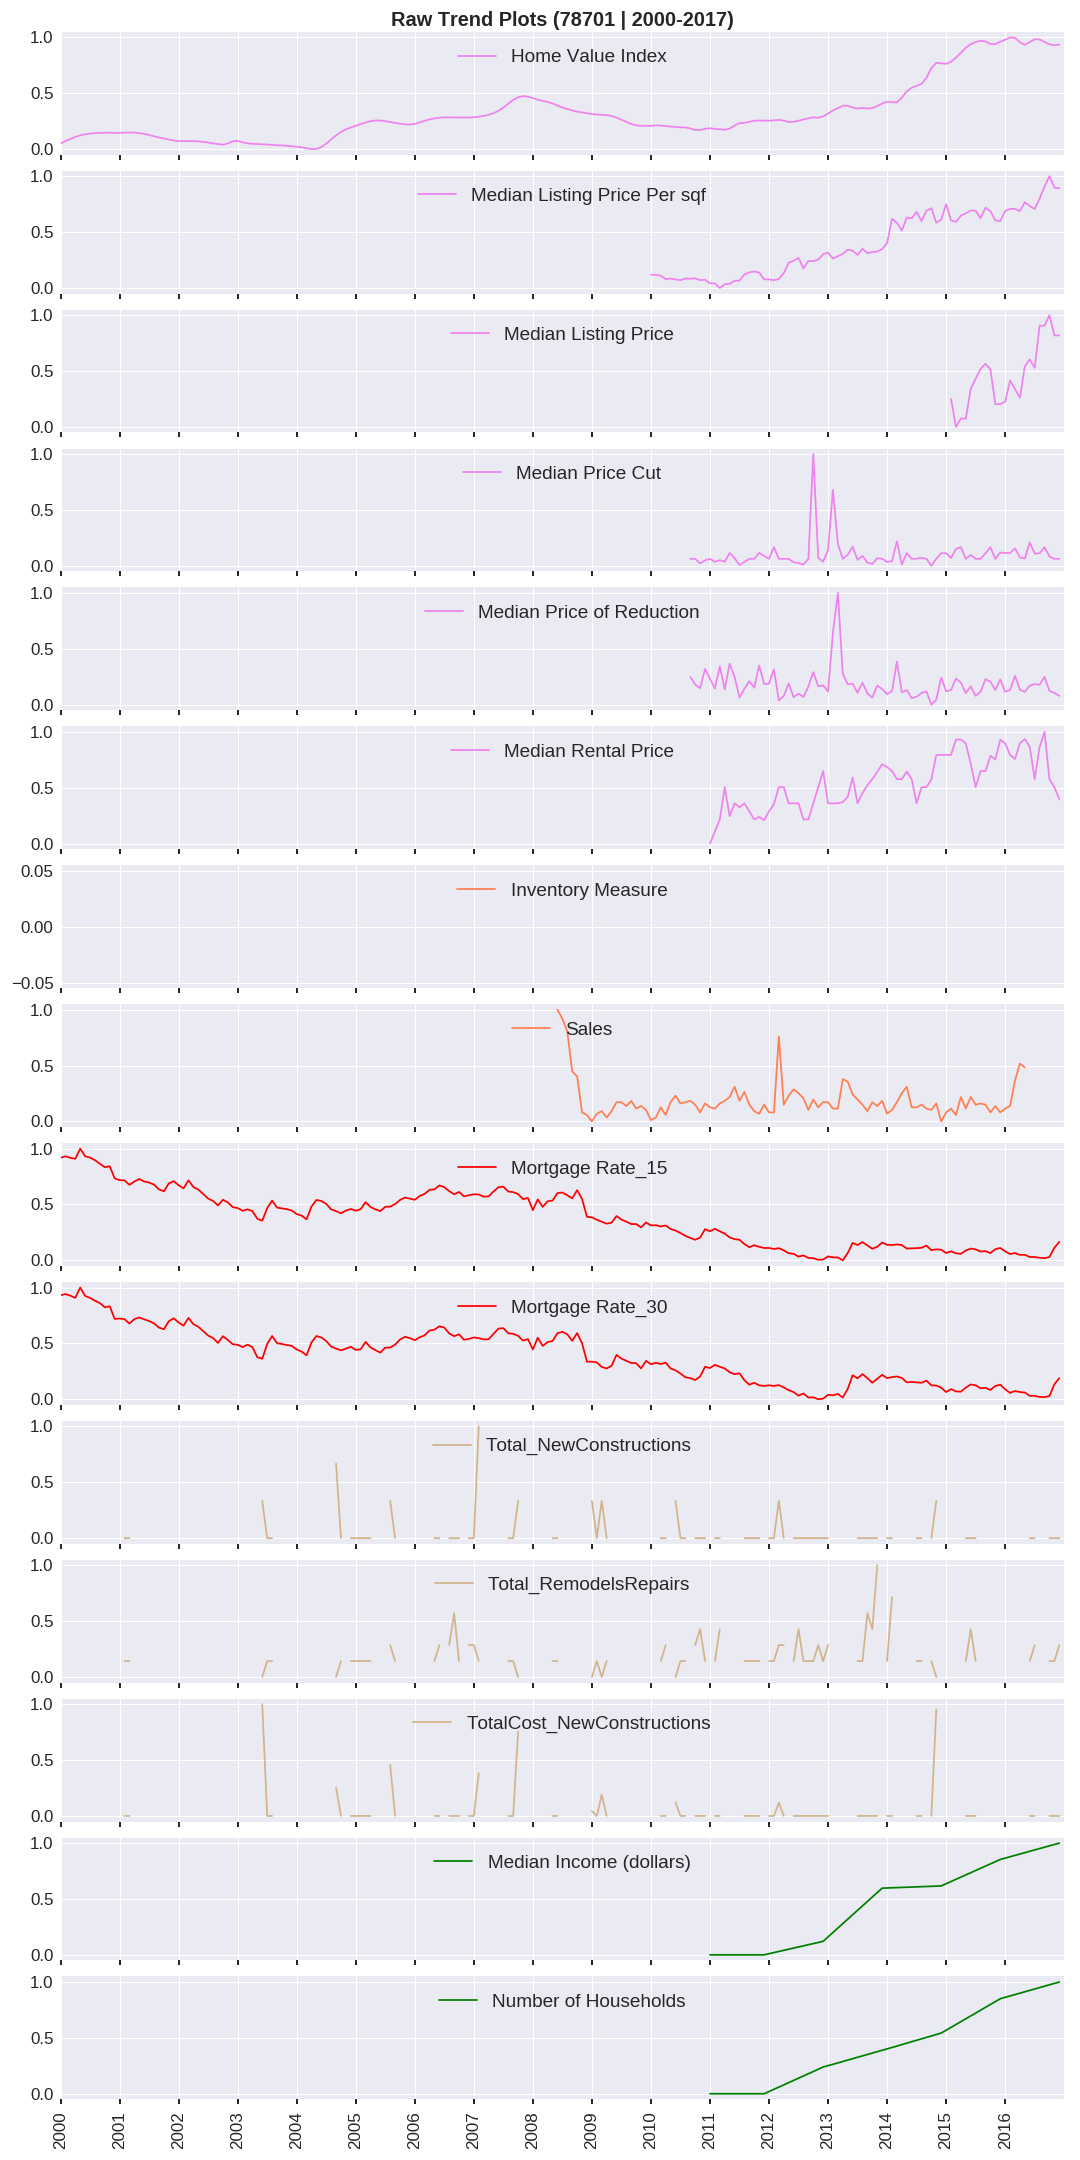 Raw Trend Plots (78701 | 2000-2017)
1.0
Home Value Index
0.5
0.0
1.0
Median Listing Price Per sqf
0.5
0.0
1.0
Median Listing Price
0.5
0.0
1.0
Median Price Cut
0.5
0.0
1.0
Median Price of Reduction
0.5
0.0
1.0
Median Rental Price
0.5
0.0
0.05
Inventory Measure
0.00
−0.05
1.0
Sales
0.5
0.0
1.0
Mortgage Rate_15
0.5
0.0
1.0
Mortgage Rate_30
0.5
0.0
1.0
Total_NewConstructions
0.5
0.0
1.0
Total_RemodelsRepairs
0.5
0.0
1.0
TotalCost_NewConstructions
0.5
0.0
1.0
Median Income (dollars)
0.5
0.0
1.0
Number of Households
0.5
0.0
2000 2001 2002 2003 2004 2005 2006 2007 2008 2009 2010 2011 2012 2013 2014 2015 2016